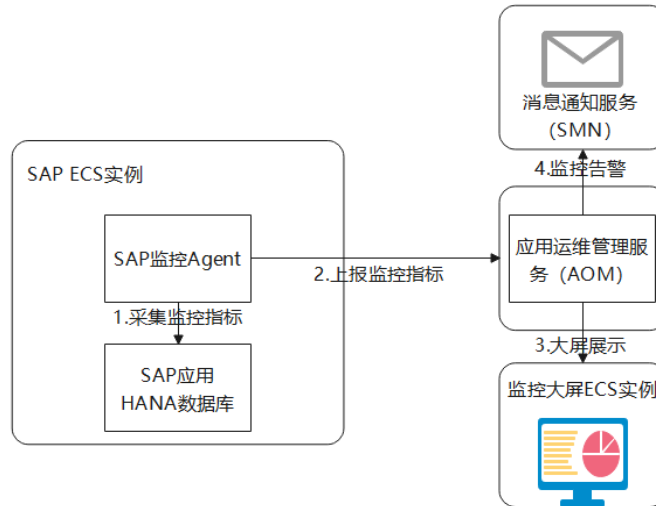 消息通知服务
（SMN）
4.监控告警
SAP ECS实例
SAP监控Agent
应用运维管理服
务（AOM）
2.上报监控指标
1.采集监控指标
3.大屏展示
SAP应用
HANA数据库
监控大屏ECS实例